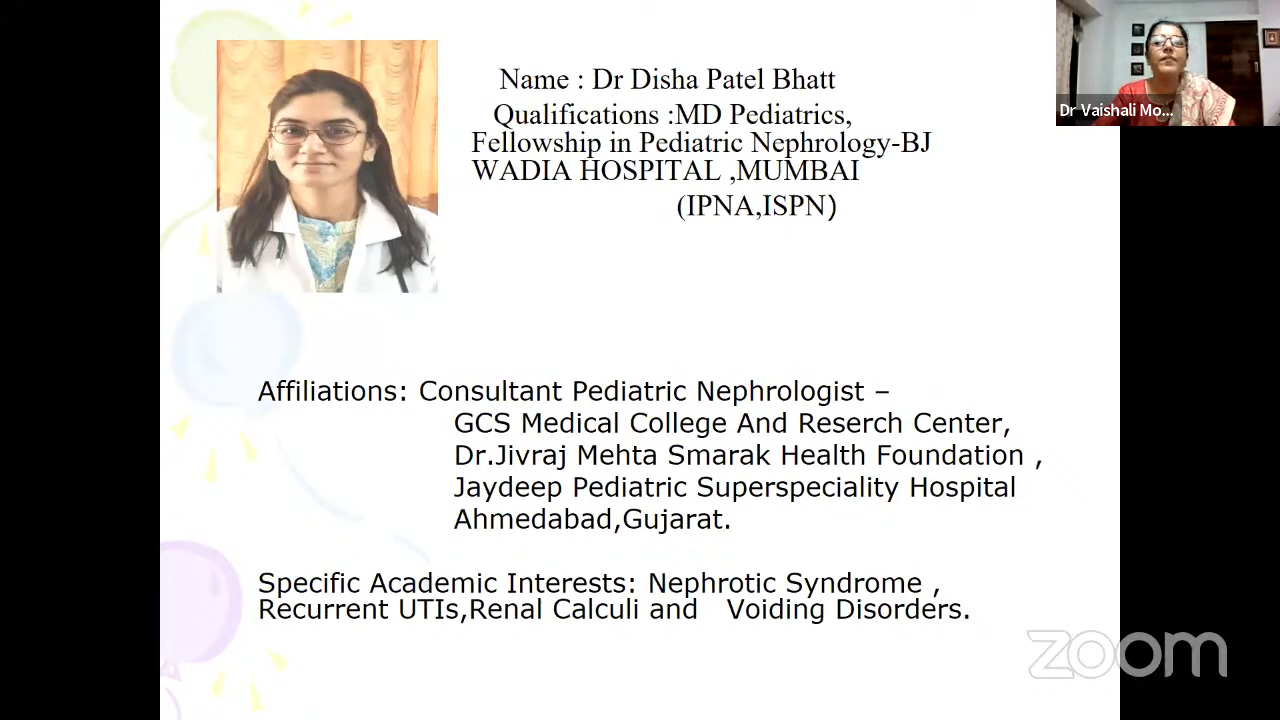 Name : Dr Disha Patel Bhatt
Qualifications :MD Pediatrics,
Fellowship in Pediatric Nephrology-BJ
WADIA HOSPITAL ,MUMBAI
(IPNA,ISPN)
Dr Vaishali Mo...
Affiliations: Consultant Pediatric Nephrologist –
GCS Medical College And Reserch Center,
Dr.Jivraj Mehta Smarak Health Foundation ,
Jaydeep Pediatric Superspeciality Hospital
Ahmedabad,Gujarat.
Specific Academic Interests: Nephrotic Syndrome ,
Recurrent UTIs,Renal Calculi and Voiding Disorders.
zoom